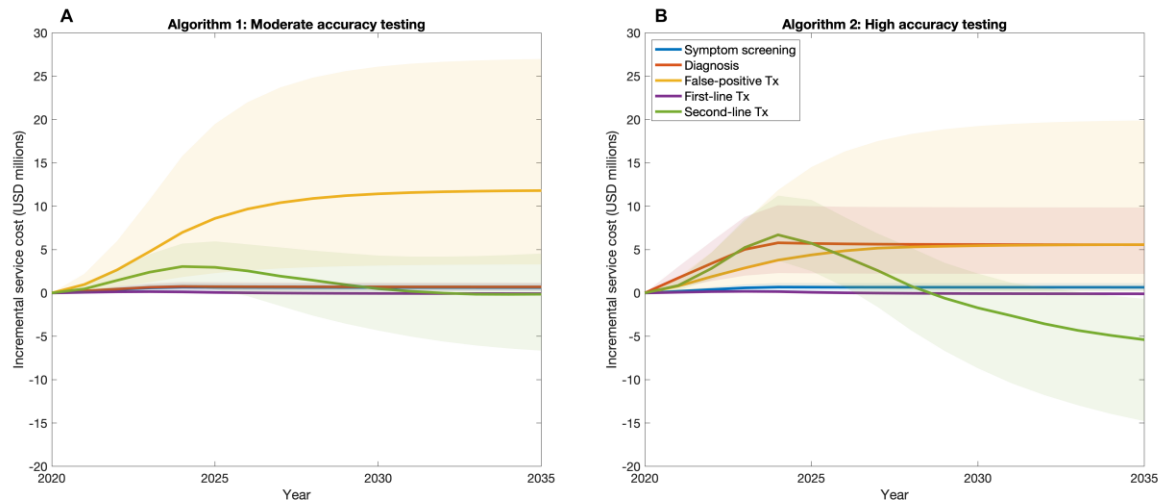 A
Algorithm 1: Moderate accuracy testing
30
25
20
15
10
5
0
-5
-10
-15
-20
Incremental service cost (USD millions)
2020
2025
2030
2035
Year
B
Algorithm 2: High accuracy testing
Symptom screening
Diagnosis
False-positive Tx
First-line Tx
Second-line Tx
30
25
20
15
10
5
0
-5
-10
-15
-20
Incremental service cost (USD millions)
2020
2025
2030
2035
Year